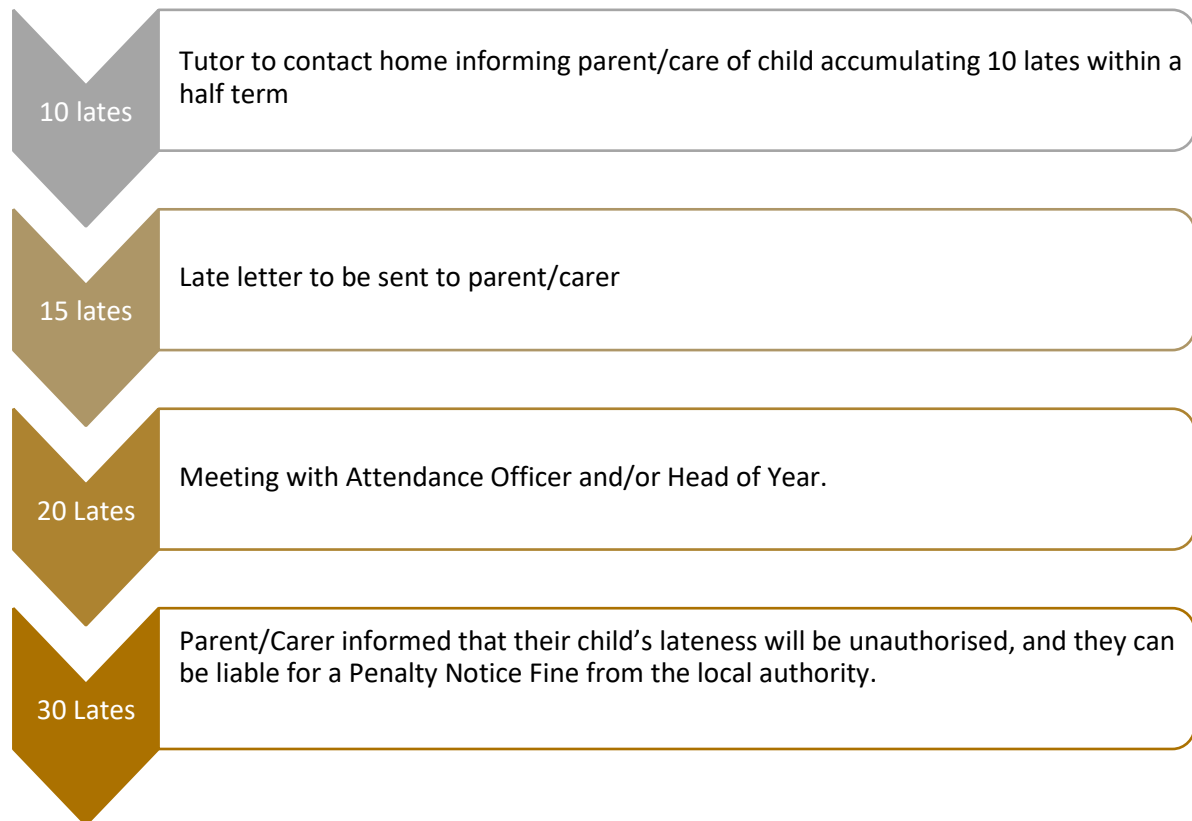 10 lates
Tutor to contact home informing parent/care of child accumulating 10 lates within a
half term
15 lates
Late letter to be sent to parent/carer
20 Lates
Meeting with Attendance Officer and/or Head of Year.
30 Lates
Parent/Carer informed that their child’s lateness will be unauthorised, and they can
be liable for a Penalty Notice Fine from the local authority.